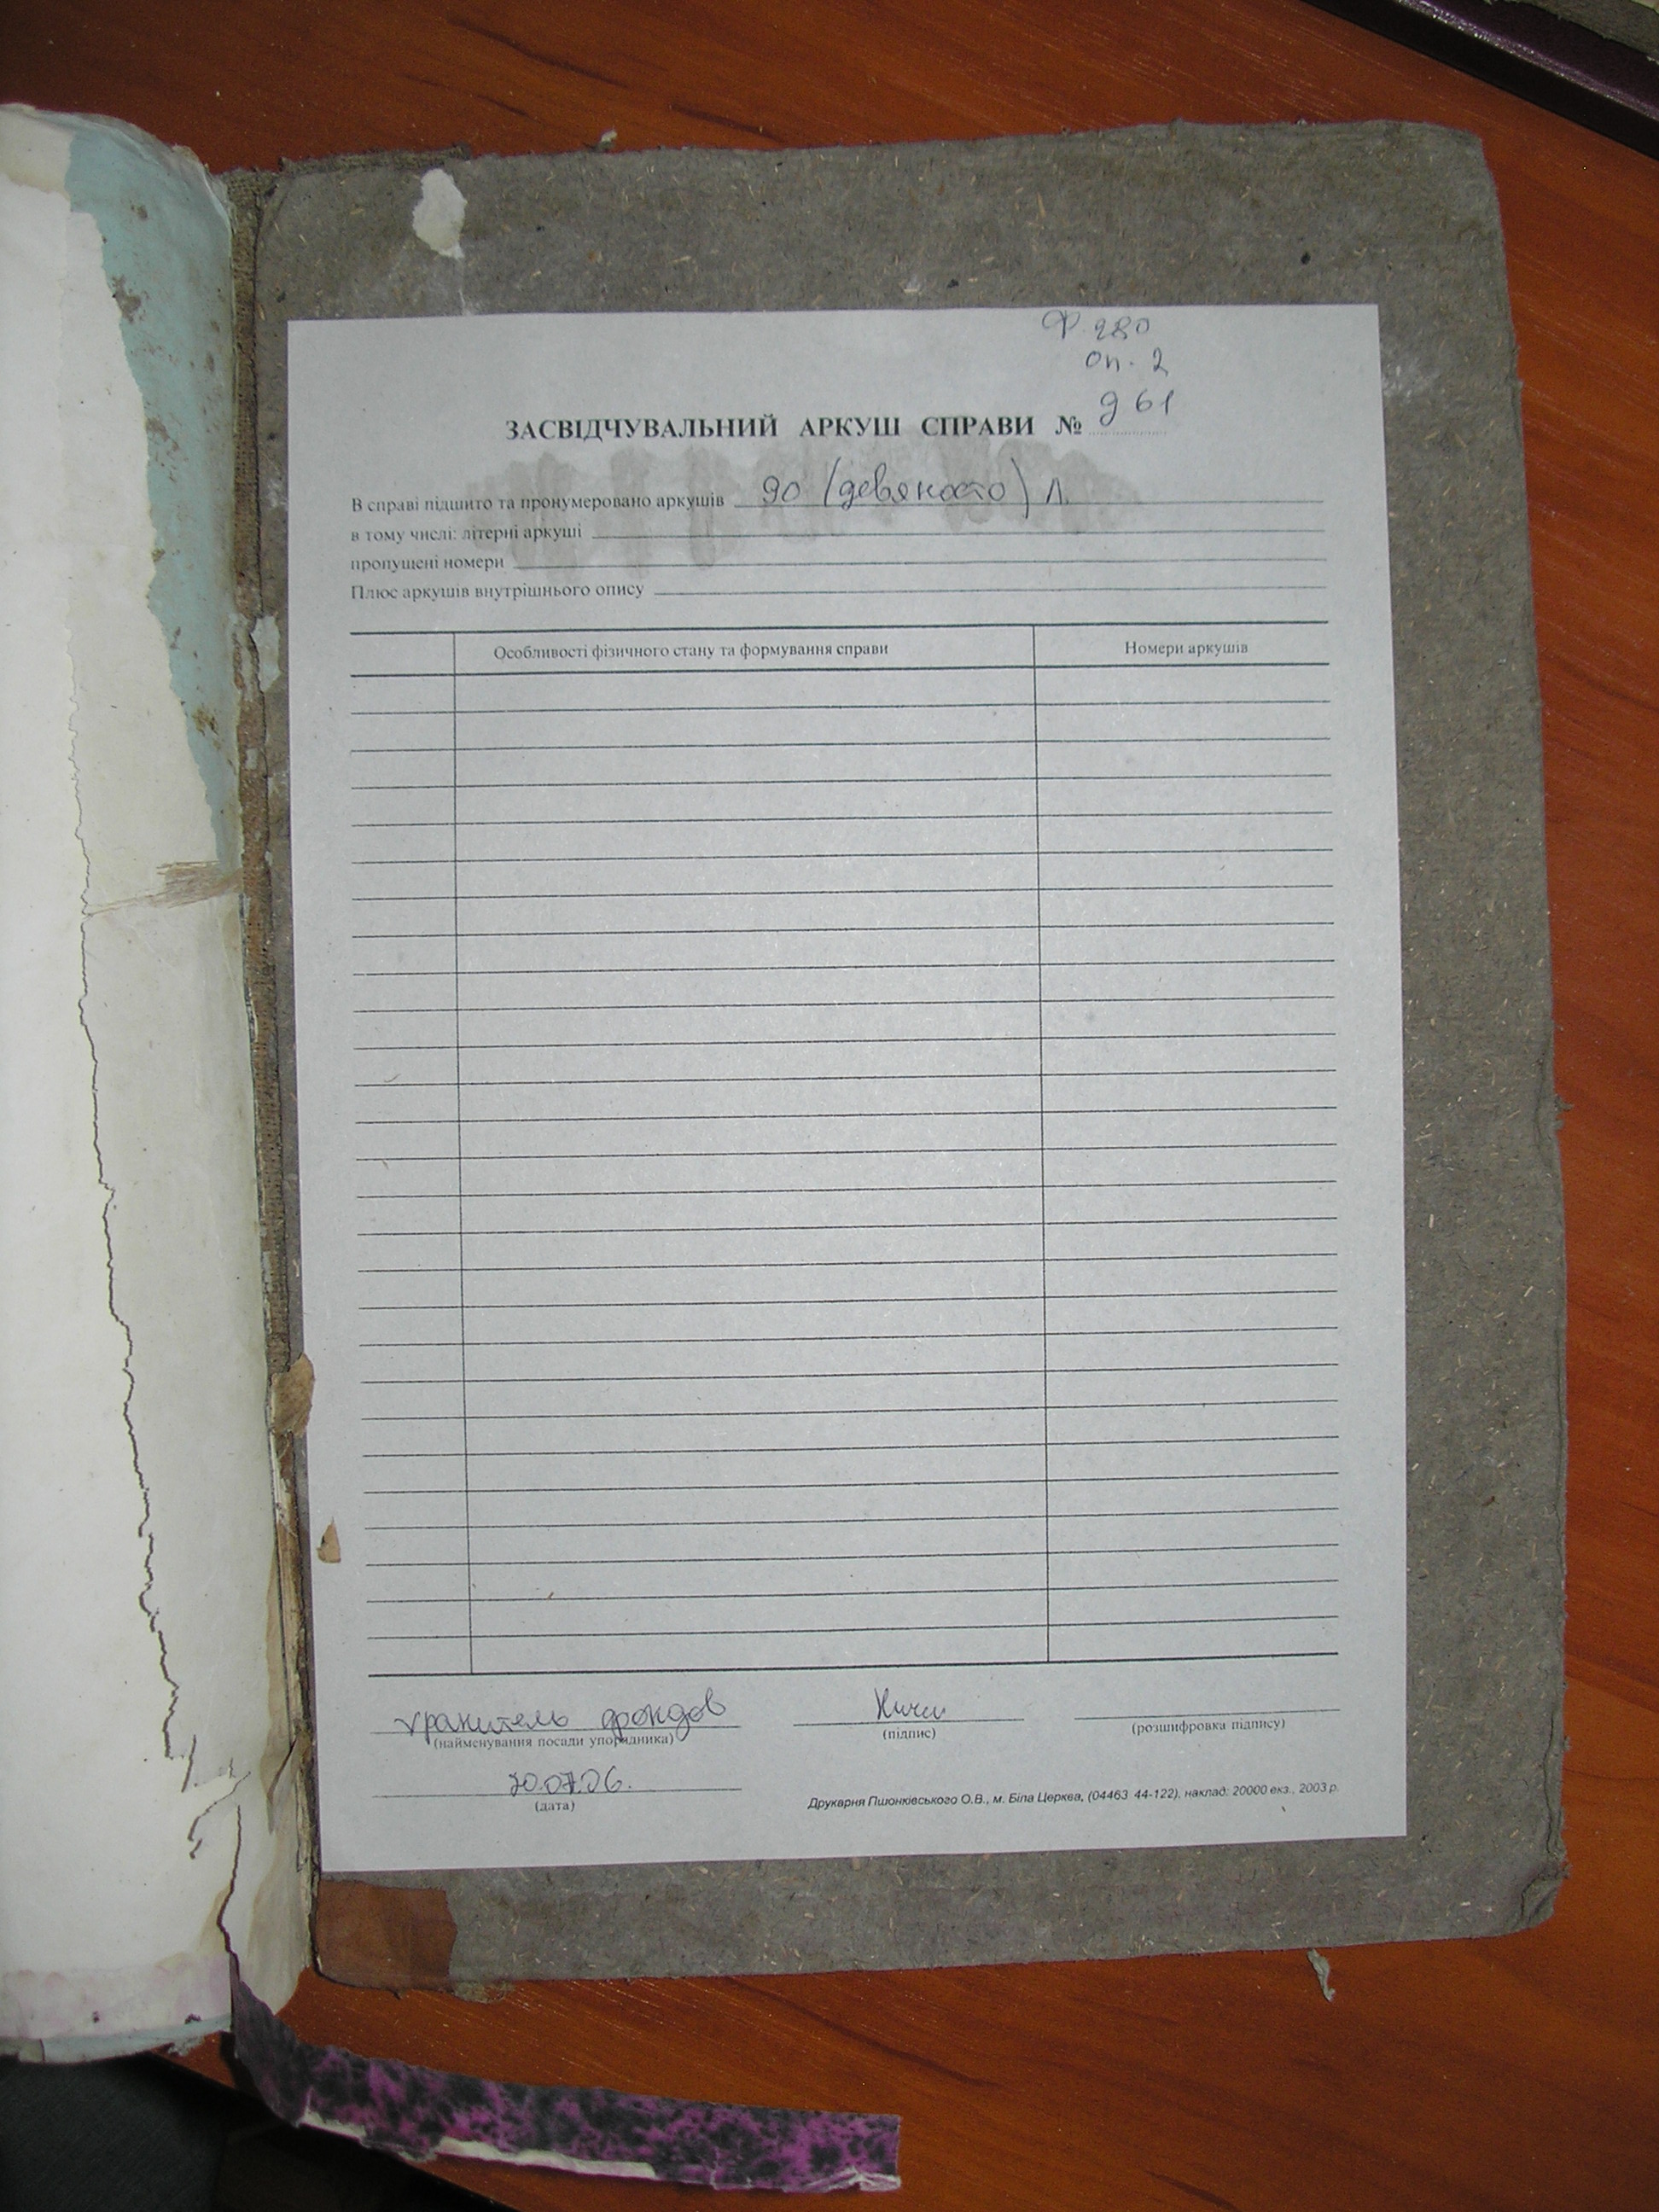 Ф. 280
оп. 2
д 61
ЗАСВІДЧУВАЛЬНИЙ АРКУШ СПРАВИ №
В справі підшито та пронумеровано аркушів 90 (девяносто) л.
в тому числі: літерні аркуші
пропущені номери
Плюс аркушів внутрішнього опису
Особливості фізичного стану та формування справи Номери аркушів
хранитель фондов
(найменування посади упорядника) (підпис) (розшифровка підпису)
20.07.06.
(дата)
Друкарня Пшонківського О.В., м. Біла Церква, (04463 44-122), наклад: 20000 екз., 2003 р.